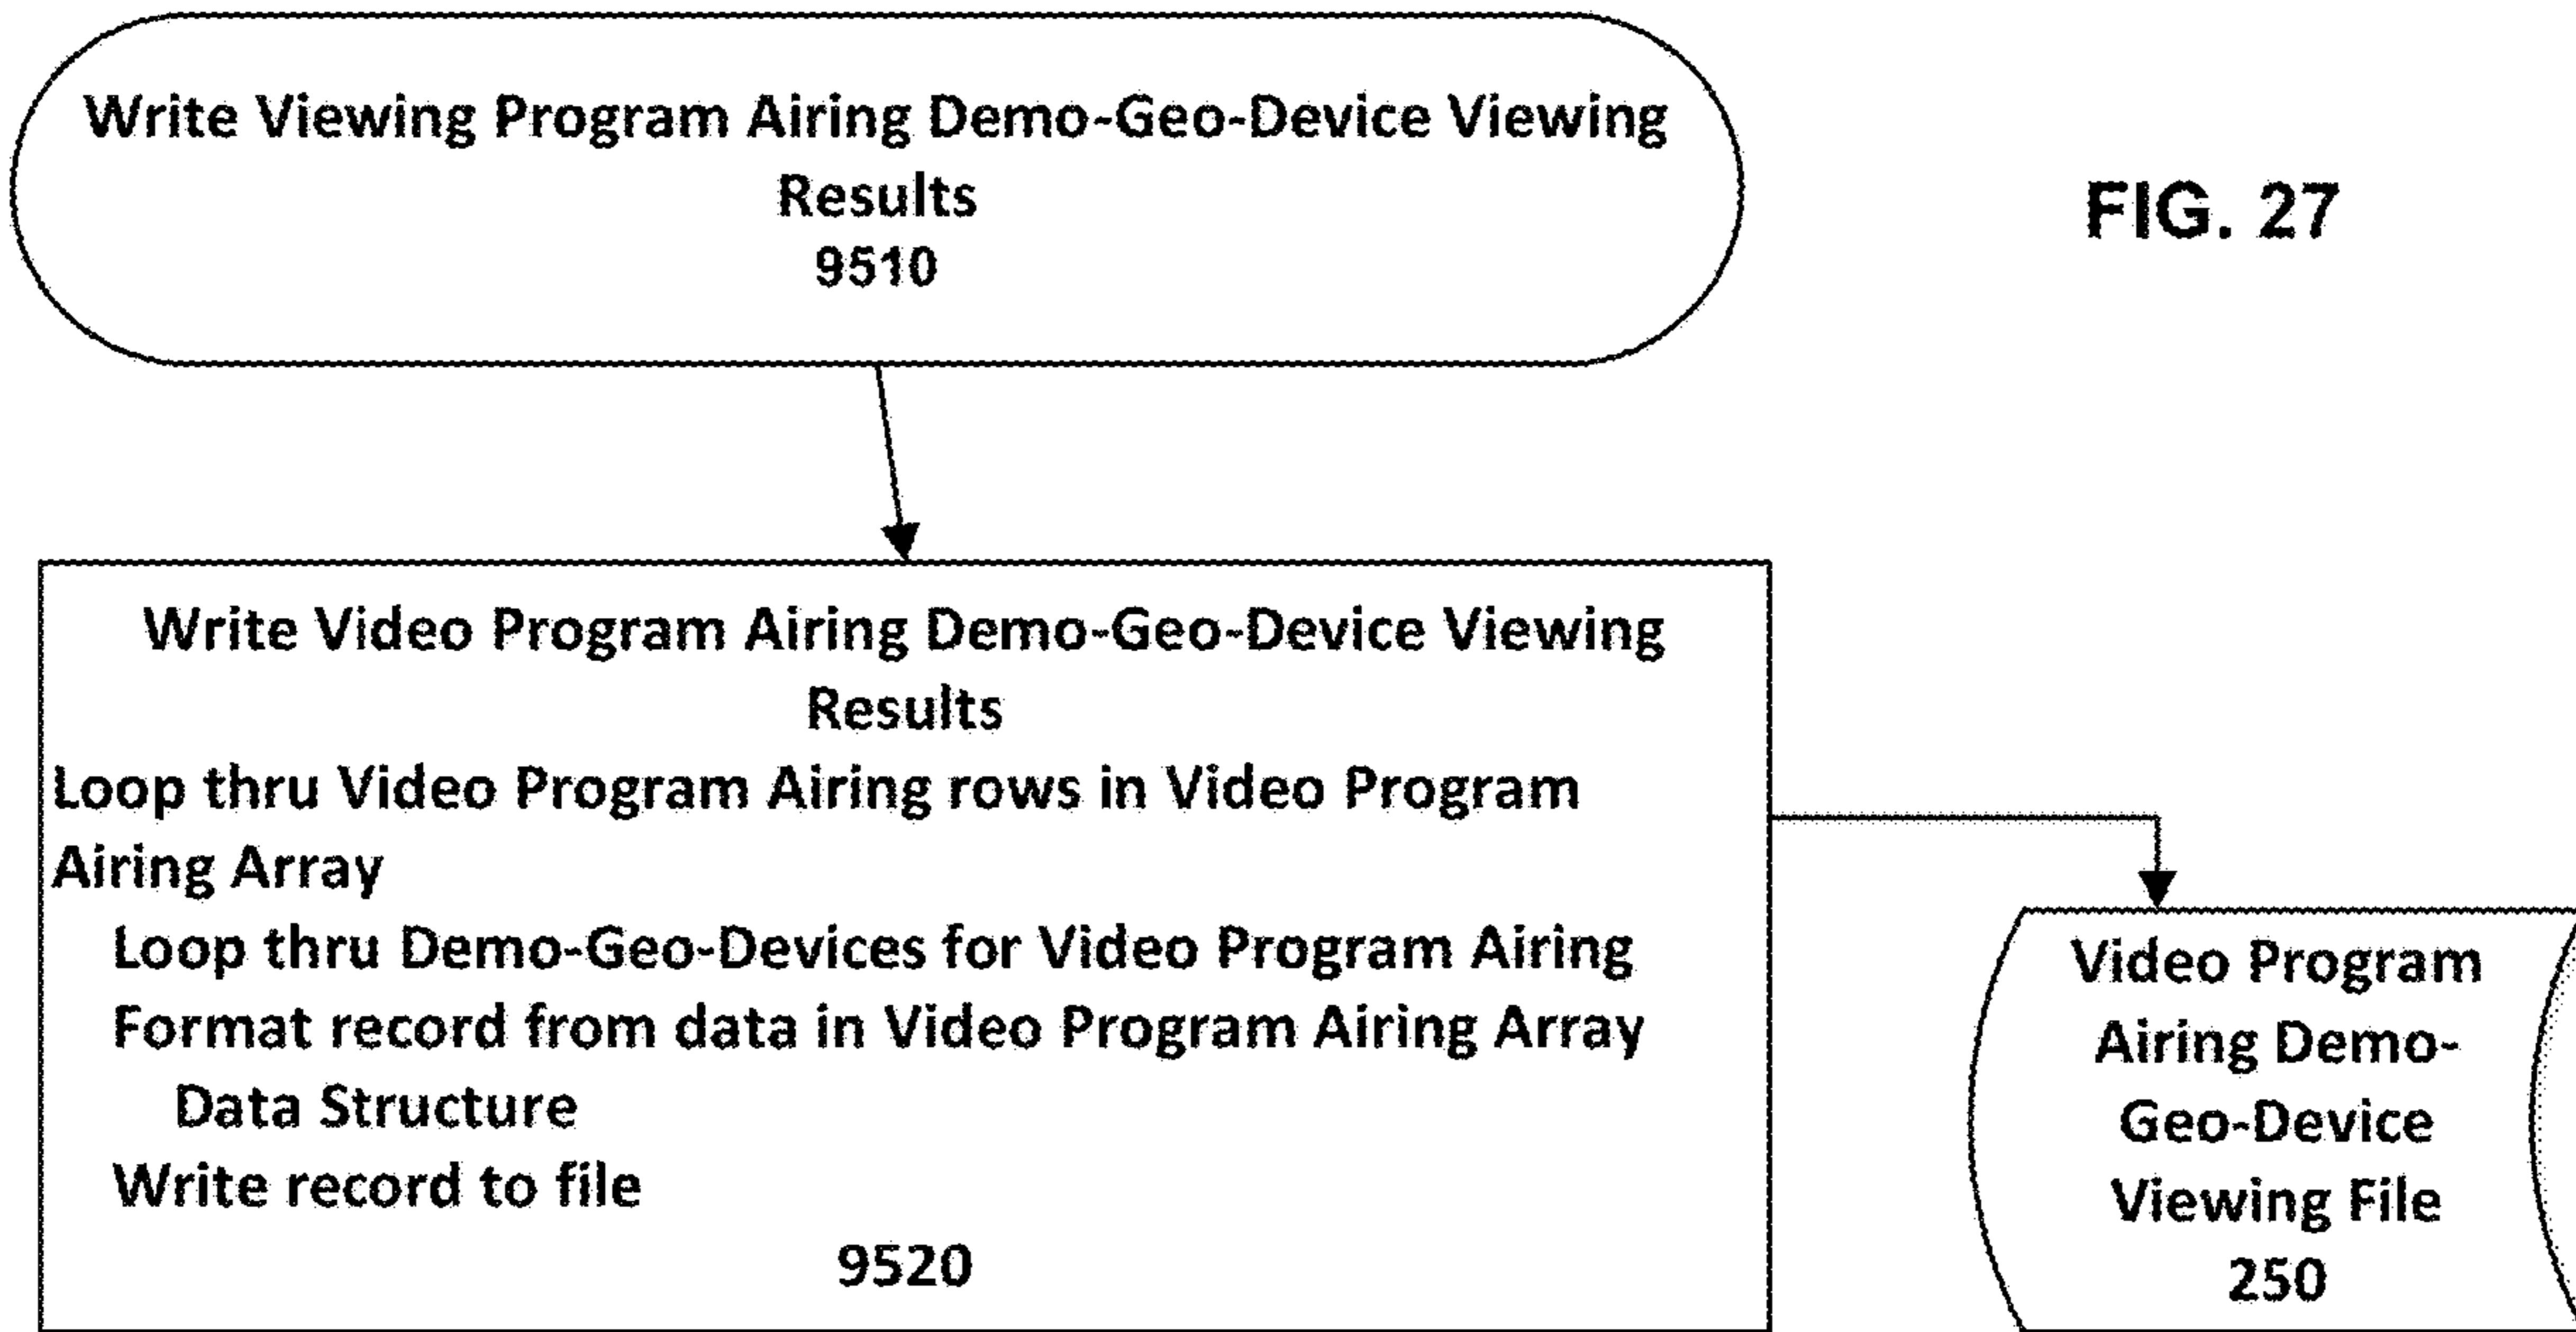 Write Viewing Program Airing Demo-Geo-Device Viewing
Results
9510
FIG. 27
Write Video Program Airing Demo-Geo-Device Viewing
Results
Loop thru Video Program Airing rows in Video Program
Airing Array
Loop thru Demo-Geo-Devices for Video Program Airing
Format record from data in Video Program Airing Array
Data Structure
Write record to file
9520
Video Program
Airing Demo-
Geo-Device
Viewing File
250